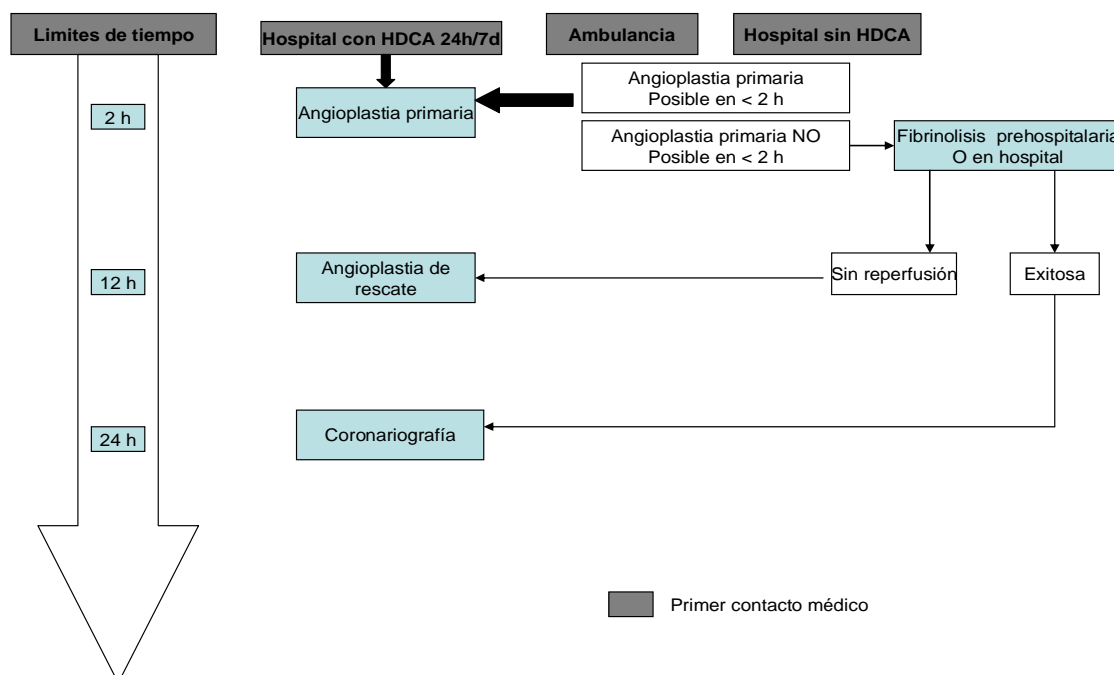 Limites de tiempo
Hospital con HDCA 24h/7d
Ambulancia
Hospital sin HDCA
Angioplastia primaria
Posible en < 2 h
2 h
Angioplastia primaria
Angioplastia primaria NO
Posible en < 2 h
Fibrinolisis prehospitalaria
O en hospital
12 h
Angioplastia de
rescate
Sin reperfusión
Exitosa
24 h
Coronariografía
Primer contacto médico